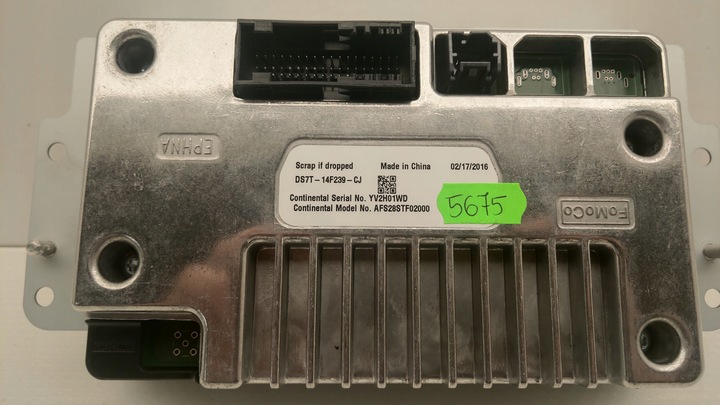 EPHNA
Scrap if dropped Made in China 02/17/2016
DS7T-14F239-CJ
Continental Serial No. YV2H01WD
Continental Model No. AFS28STF02000
5675
FoMoCo